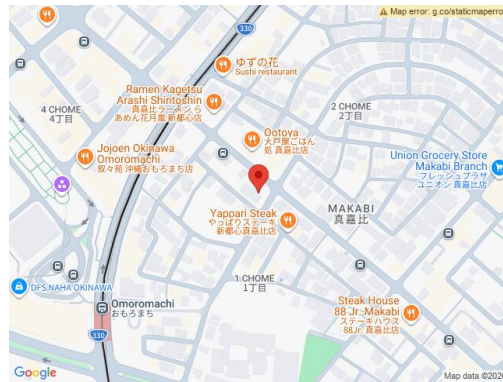 Map error: g.co/staticmaperro
330
ゆずの花
Sushi restaurant
Ramen Kagetsu
Arashi Shintoshin
真嘉比ラーメン ら
あめん花月嵐 新都心店
2 CHOME
2丁目
4 CHOME
4丁目
Ootoya
大戸屋ごはん
処 真嘉比店
Jojoen Okinawa
Omoromachi
叙々苑 沖縄おもろまち店
Union Grocery Store
Makabi Branch
フレッシュプラザ
ユニオン 真嘉比店
MAKABI
真嘉比
Yappari Steak
やっぱりステーキ
新都心真嘉比店
1 CHOME
1丁目
DFS NAHA OKINAWA
Omoromachi
おもろまち
Steak House
88 Jr. Makabi
ステーキハウス
88Jr. 真嘉比店
330
Google
Map data ©2026